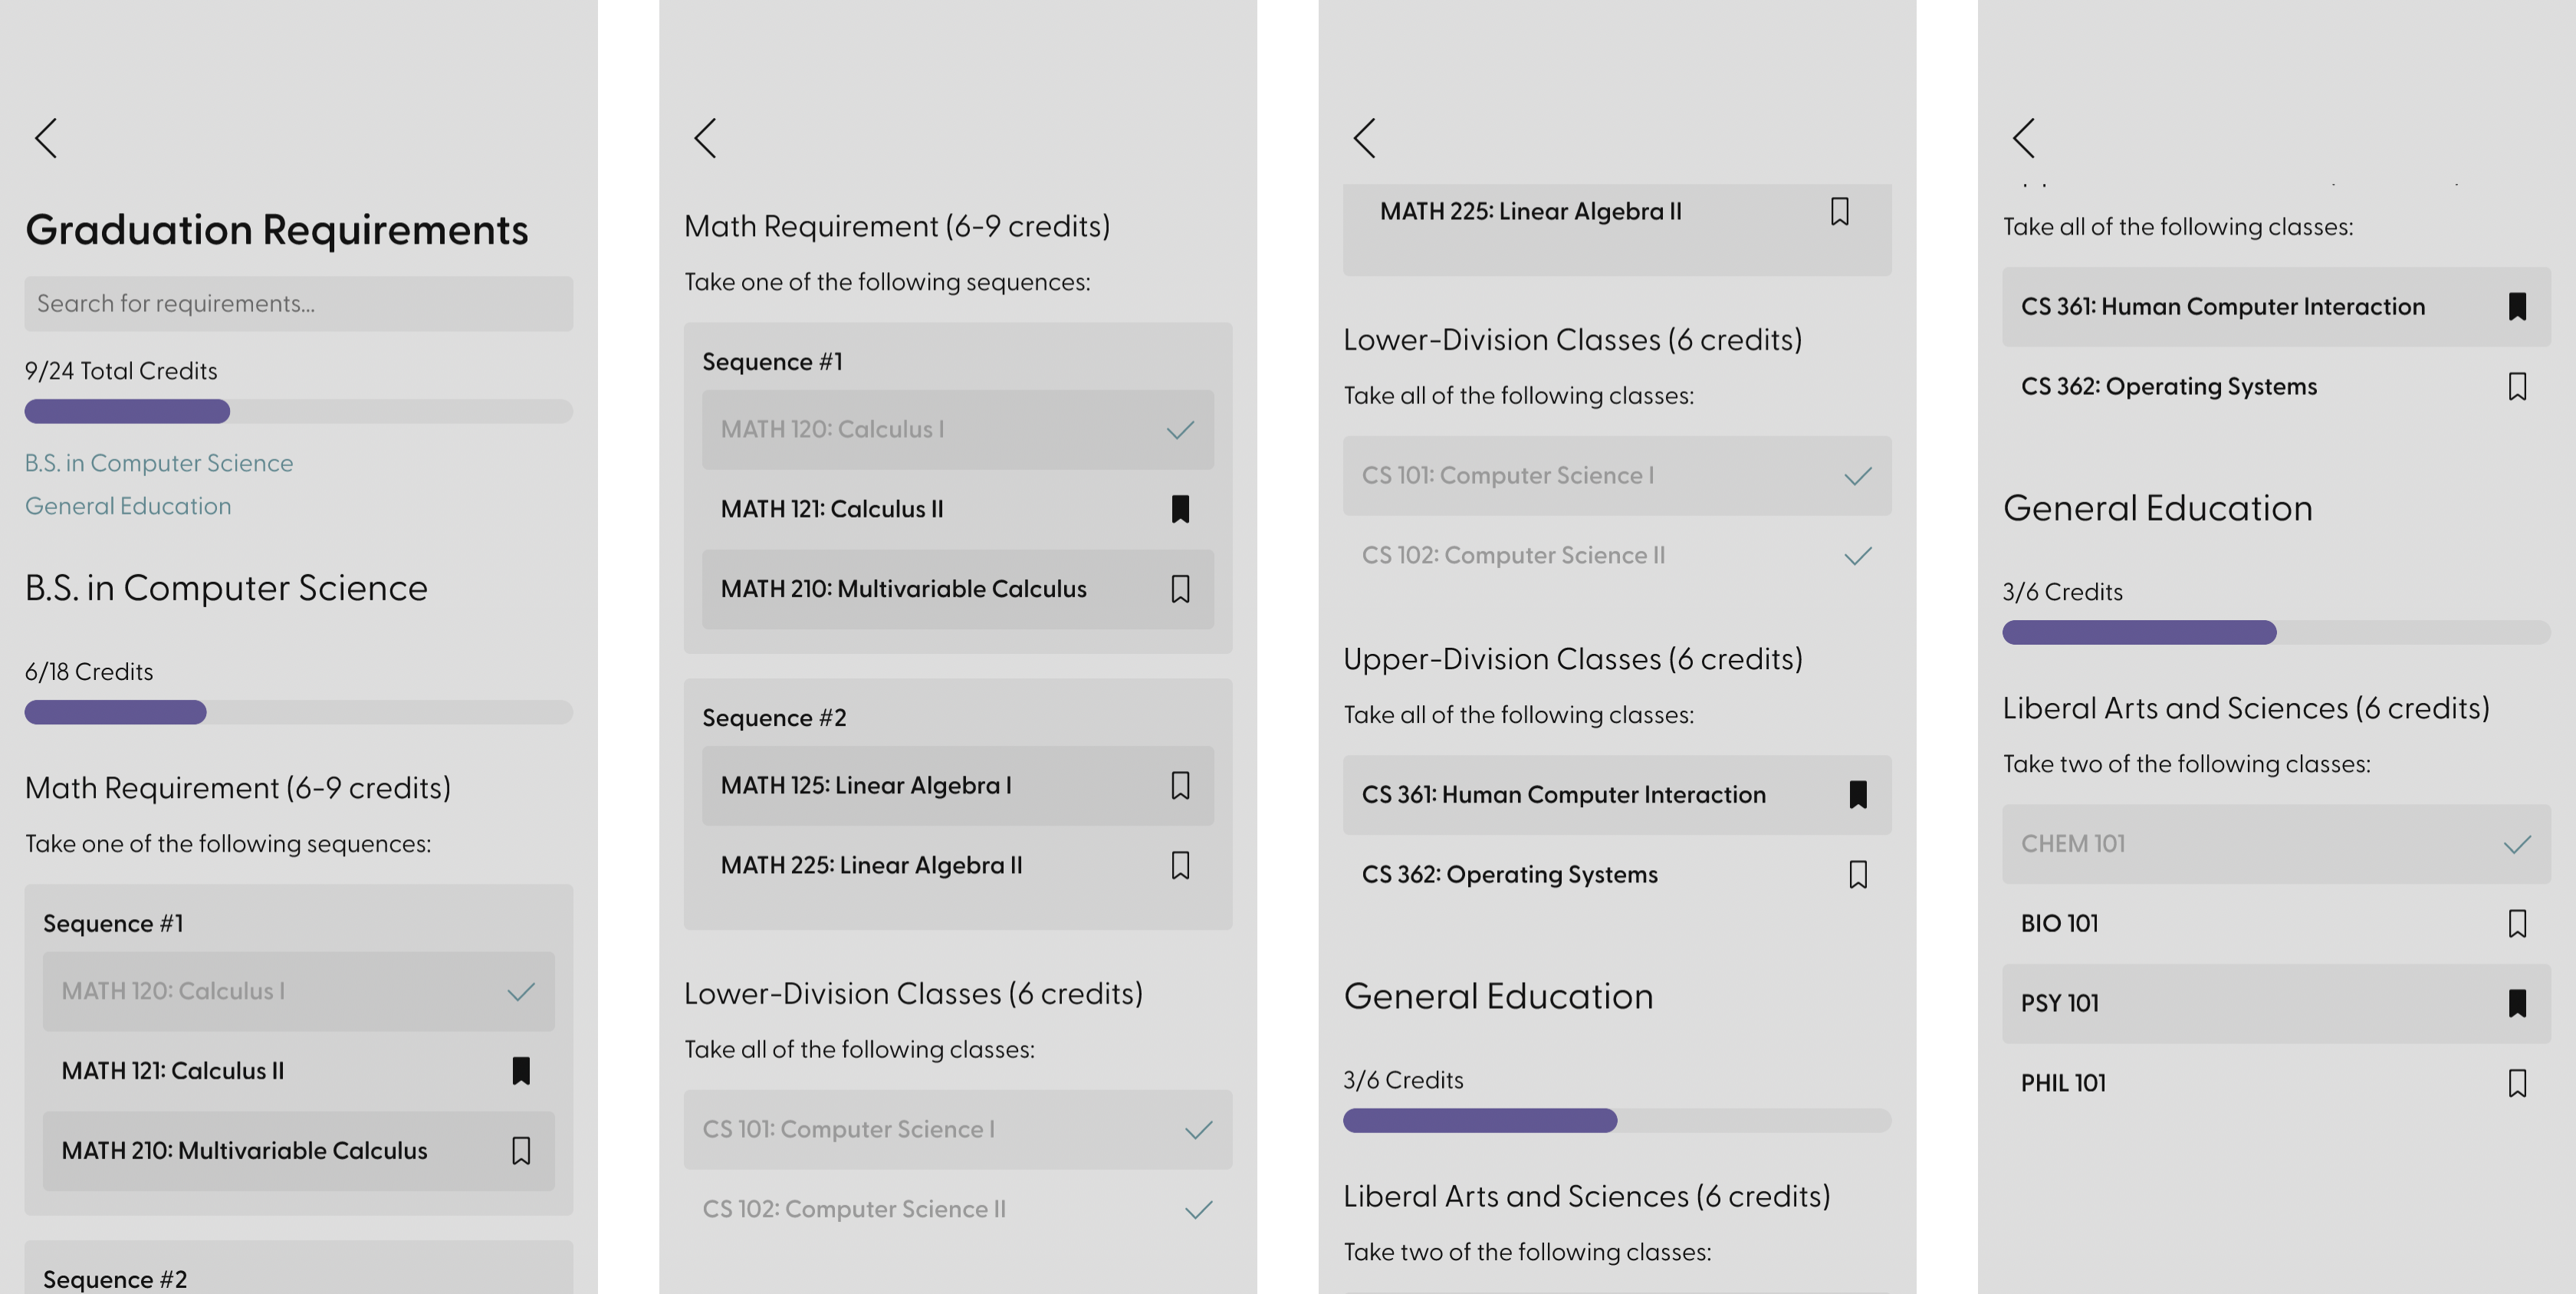 Graduation Requirements
Search for requirements...
9/24 Total Credits
B.S. in Computer Science
General Education
B.S. in Computer Science
6/18 Credits
Math Requirement (6-9 credits)
Take one of the following sequences:
Sequence #1
MATH 120: Calculus I
MATH 121: Calculus II
MATH 210: Multivariable Calculus
Sequence #2
Math Requirement (6-9 credits)
Take one of the following sequences:
Sequence #1
MATH 120: Calculus I
MATH 121: Calculus II
MATH 210: Multivariable Calculus
Sequence #2
MATH 125: Linear Algebra I
MATH 225: Linear Algebra II
Lower-Division Classes (6 credits)
Take all of the following classes:
CS 101: Computer Science I
CS 102: Computer Science II
MATH 225: Linear Algebra II
Lower-Division Classes (6 credits)
Take all of the following classes:
CS 101: Computer Science I
CS 102: Computer Science II
Upper-Division Classes (6 credits)
Take all of the following classes:
CS 361: Human Computer Interaction
CS 362: Operating Systems
General Education
3/6 Credits
Liberal Arts and Sciences (6 credits)
Take two of the following classes:
Take all of the following classes:
CS 361: Human Computer Interaction
CS 362: Operating Systems
General Education
3/6 Credits
Liberal Arts and Sciences (6 credits)
Take two of the following classes:
CHEM 101
BIO 101
PSY 101
PHIL 101